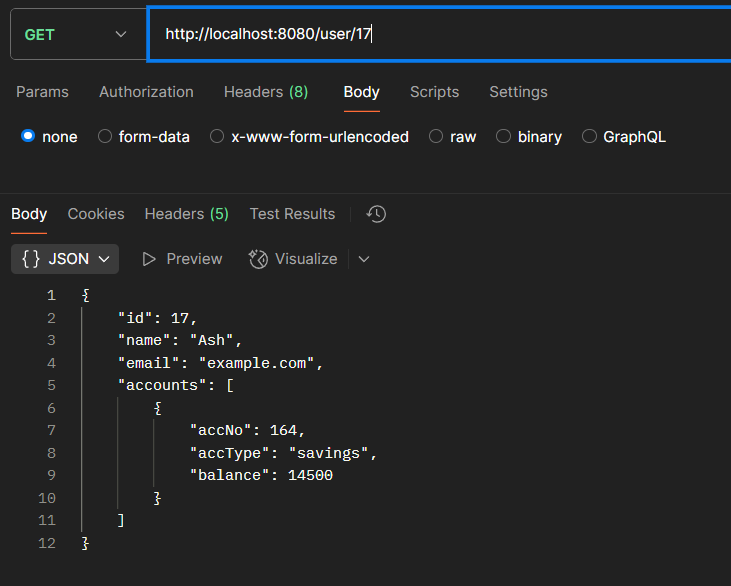 GET http://localhost:8080/user/17
Params Authorization Headers (8) Body Scripts Settings
none form-data x-www-form-urlencoded raw binary GraphQL
Body Cookies Headers (5) Test Results
{} JSON Preview Visualize
1 {
2 "id": 17,
3 "name": "Ash",
4 "email": "example.com",
5 "accounts": [
6 {
7 "accNo": 164,
8 "accType": "savings",
9 "balance": 14500
10 }
11 ]
12 }